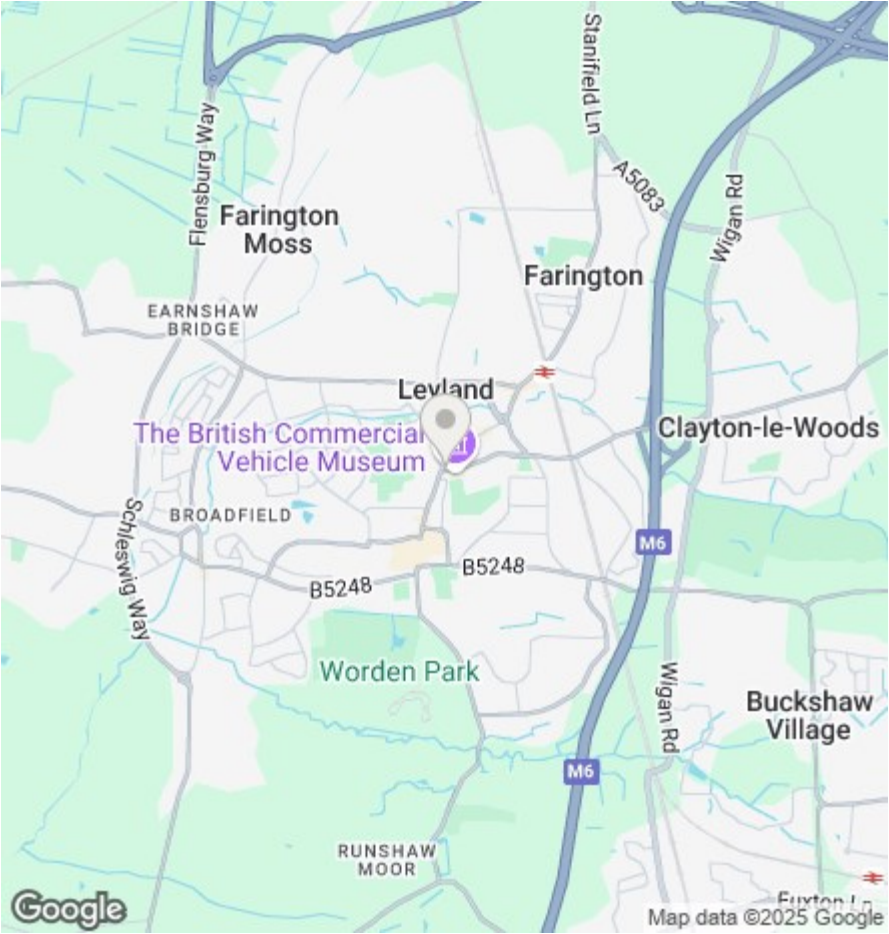 Stanifield Ln
Flensburg Way
A5083
Wigan Rd
Farington
Moss
Farington
EARNSHAW
BRIDGE
Leyland
The British Commercial
Vehicle Museum
Clayton-le-Woods
Schleswig Way
BROADFIELD
M6
B5248
B5248
Worden Park
Wigan Rd
Buckshaw
Village
M6
RUNSHAW
MOOR
Euxton Ln
Google
Map data ©2025 Google